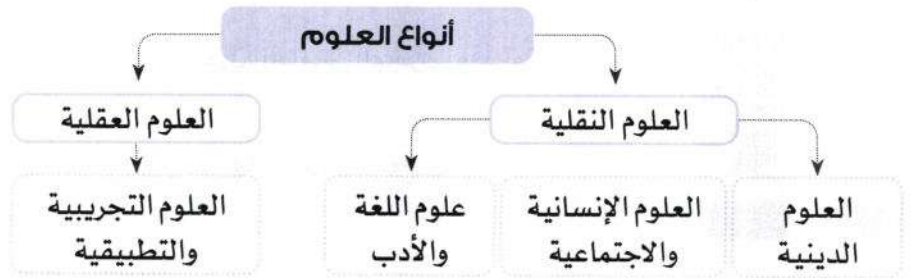 أنواع العلوم
العلوم النقلية
العلوم العقلية
العلوم
الدينية
العلوم الإنسانية
والاجتماعية
علوم اللغة
والأدب
العلوم التجريبية
والتطبيقية